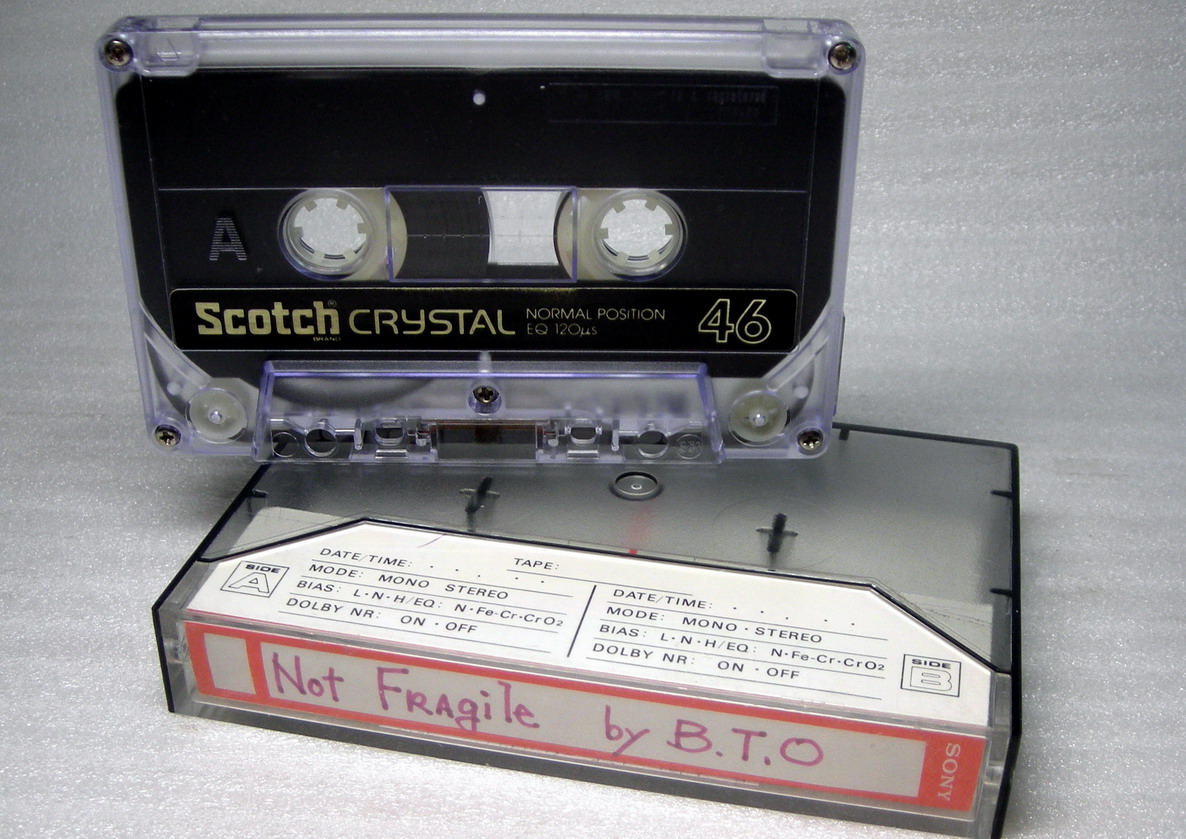 registered
A
Scotch® CRYSTAL NORMAL POSITION 46
BRAND EQ 120µs
DATE/TIME: . . . . . TAPE:
MODE: MONO STEREO
BIAS: L·N·H/EQ: N·Fe·Cr·CrO₂
DOLBY NR: ON · OFF
SIDE
A
DATE/TIME: . . . .
MODE: MONO · STEREO
BIAS: L·N·H/EQ: N·Fe·Cr·CrO₂
DOLBY NR: ON · OFF
SIDE
B
Not Fragile by B.T.O
SONY